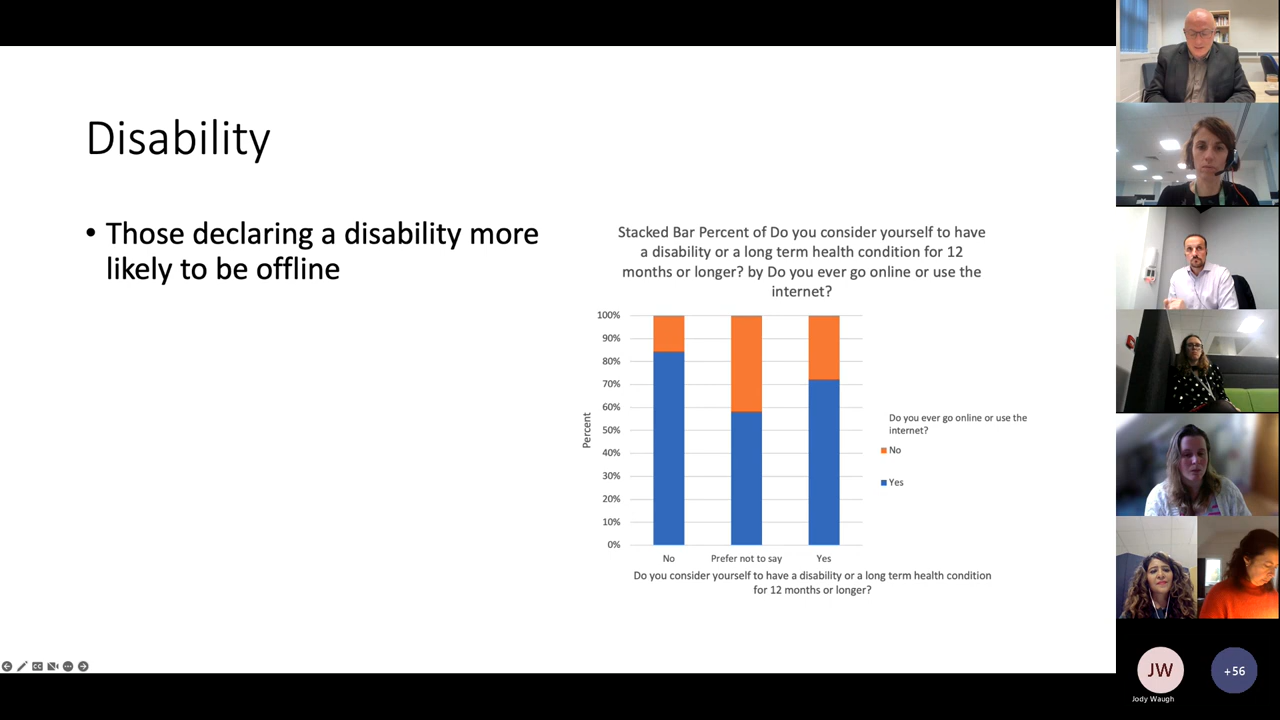 Disability
• Those declaring a disability more
likely to be offline
Stacked Bar Percent of Do you consider yourself to have
a disability or a long term health condition for 12
months or longer? by Do you ever go online or use the
internet?
100%
90%
80%
70%
60%
50%
40%
30%
20%
10%
0%
Percent
No
Prefer not to say
Yes
Do you consider yourself to have a disability or a long term health condition
for 12 months or longer?
Do you ever go online or use the
internet?
No
Yes
CC
JW
Jody Waugh
+56